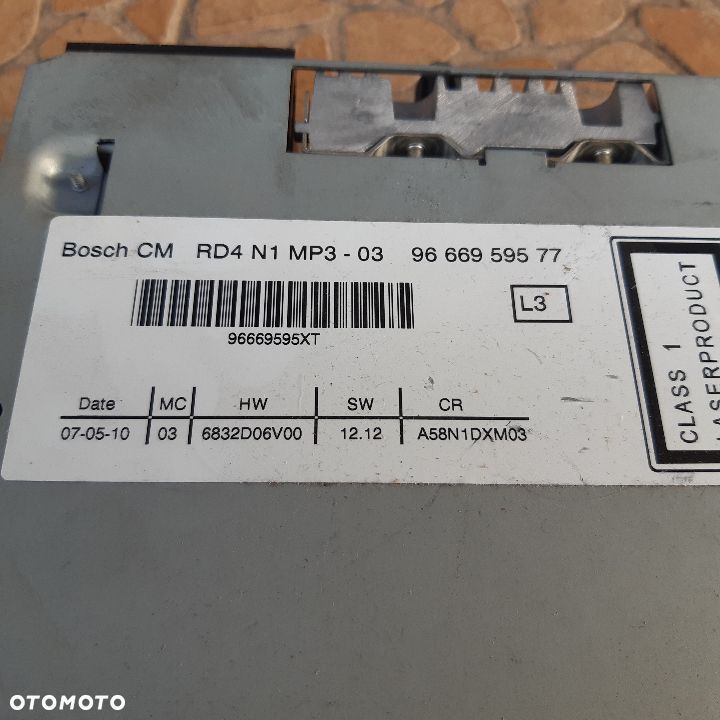 Bosch CM RD4 N1 MP3 - 03 96 669 595 77
L3
96669595XT
Date MC HW SW CR
07-05-10 03 6832D06V00 12.12 A58N1DXM03
CLASS 1
LASERPRODUCT
OTOMOTO